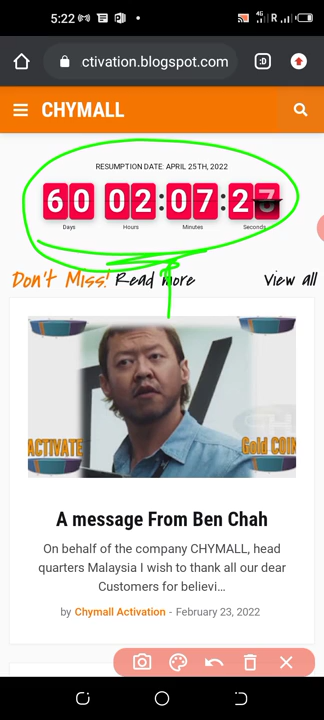 5:22
4G R
ctivation.blogspot.com
:D
CHYMALL
RESUMPTION DATE: APRIL 25TH, 2022
60 02:07:27
Days Hours Minutes Seconds
Don't Miss! Read more View all
ACTIVATE
Gold COIN
A message From Ben Chah
On behalf of the company CHYMALL, head
quarters Malaysia I wish to thank all our dear
Customers for believi...
by Chymall Activation - February 23, 2022